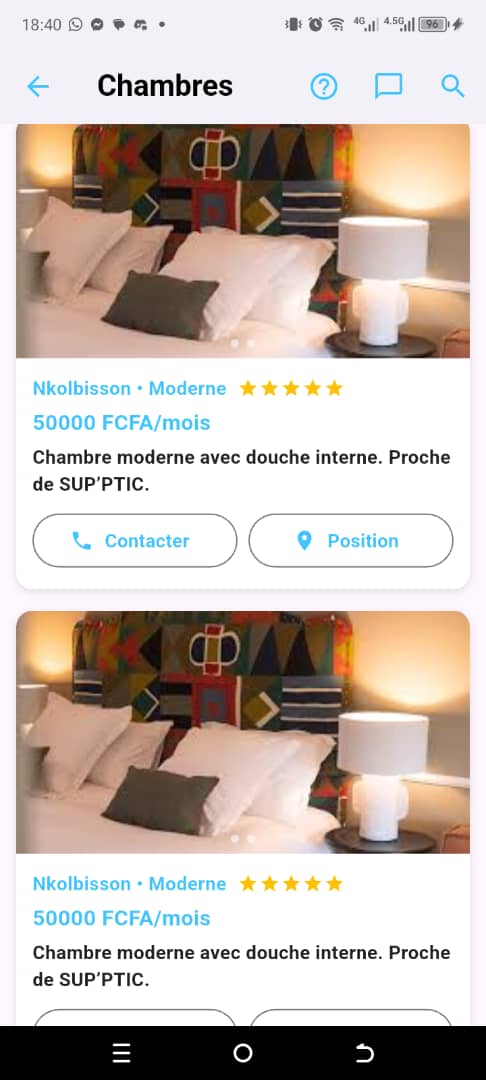 18:40 4G 4.5G 96
Chambres
Nkolbisson • Moderne
50000 FCFA/mois
Chambre moderne avec douche interne. Proche
de SUP’PTIC.
Contacter Position
Nkolbisson • Moderne
50000 FCFA/mois
Chambre moderne avec douche interne. Proche
de SUP’PTIC.